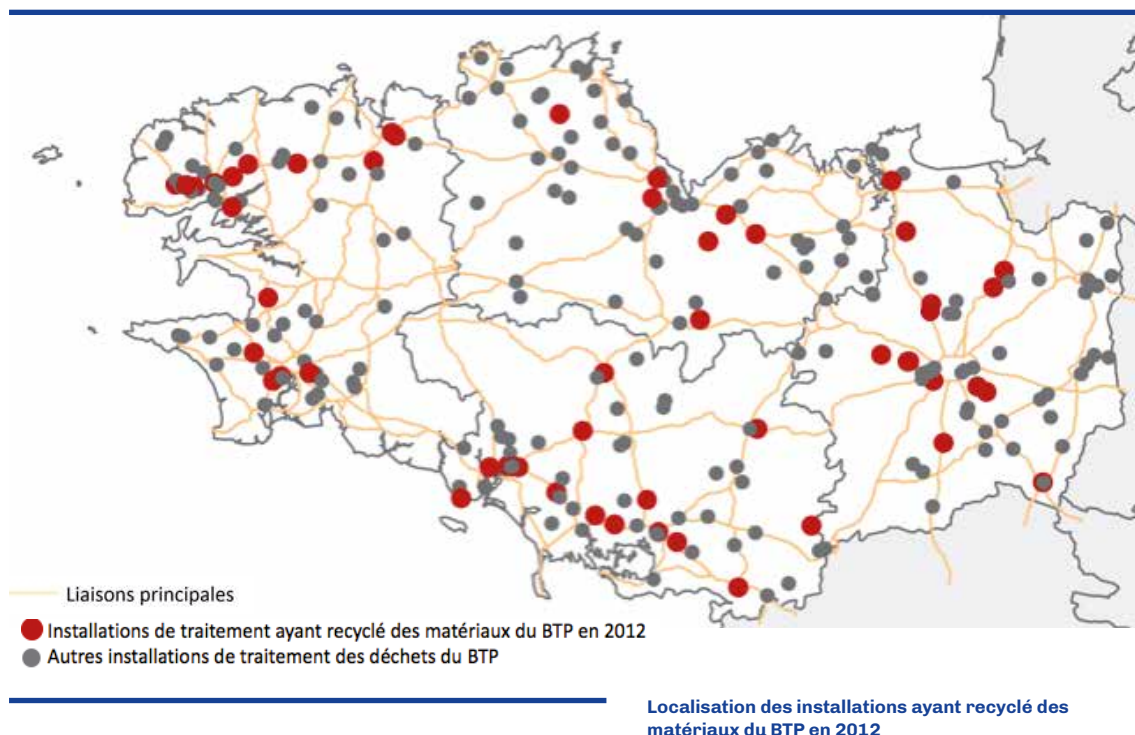 Liaisons principales
Installations de traitement ayant recyclé des matériaux du BTP en 2012
Autres installations de traitement des déchets du BTP
Localisation des installations ayant recyclé des
matériaux du BTP en 2012